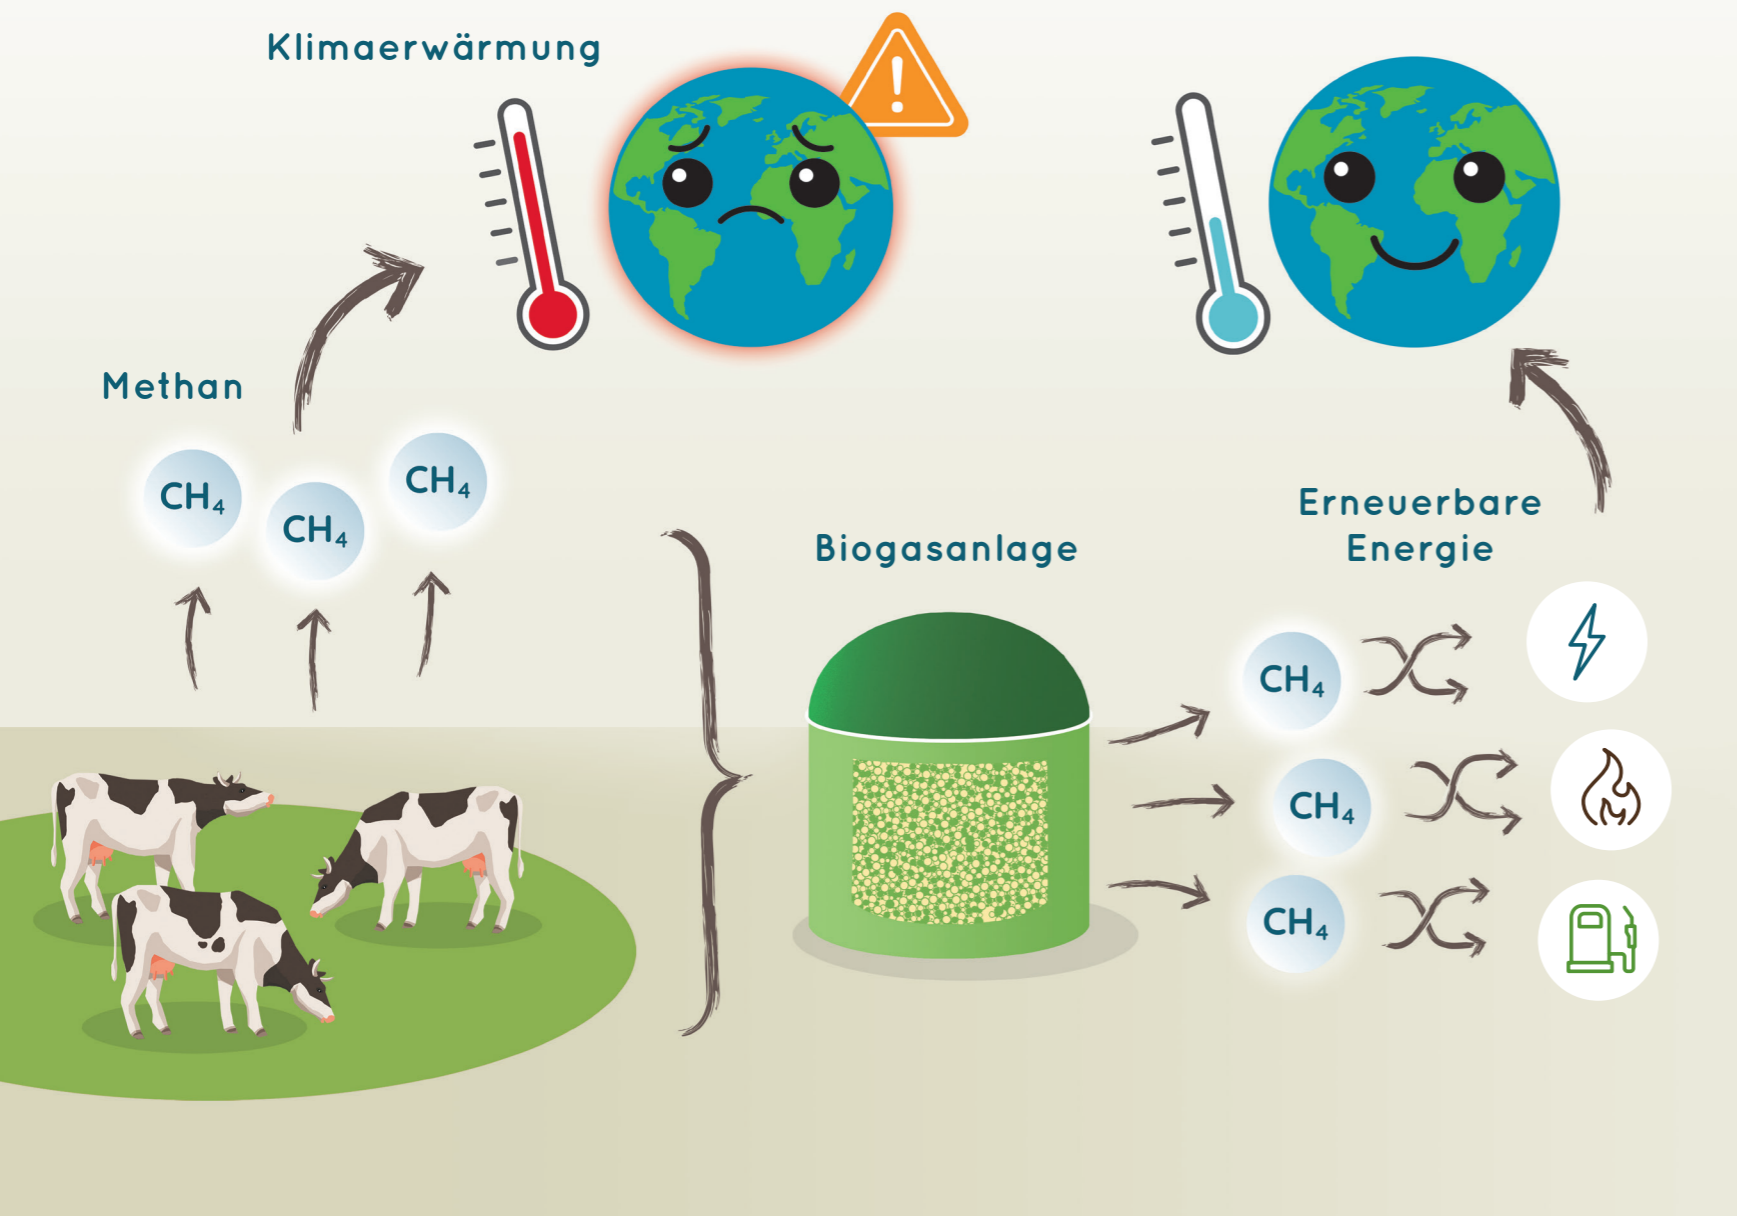 Klimaerwärmung
Methan
CH₄
CH₄
CH₄
Biogasanlage
Erneuerbare
Energie
CH₄
CH₄
CH₄